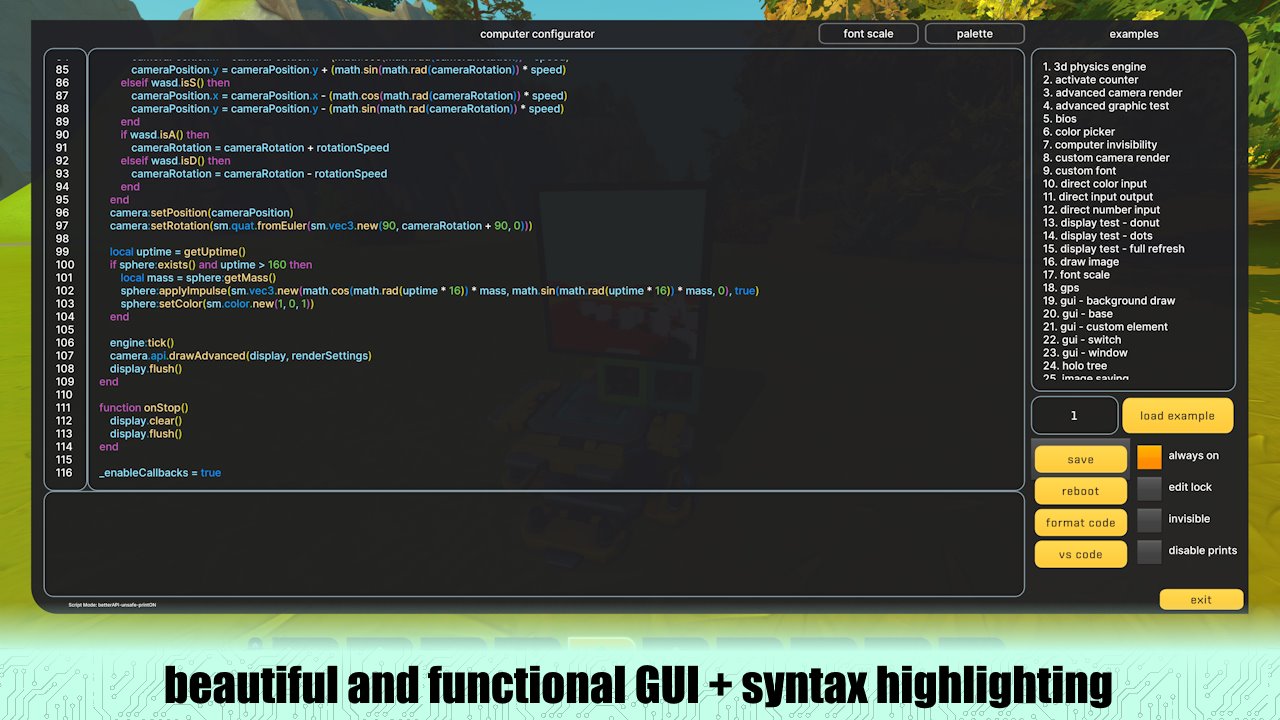 computer configurator
font scale
palette
examples
85 cameraPosition.y = cameraPosition.y + (math.sin(math.rad(cameraRotation)) * speed)
86 elseif wasd.isS() then
87 cameraPosition.x = cameraPosition.x - (math.cos(math.rad(cameraRotation)) * speed)
88 cameraPosition.y = cameraPosition.y - (math.sin(math.rad(cameraRotation)) * speed)
89 end
90 if wasd.isA() then
91 cameraRotation = cameraRotation + rotationSpeed
92 elseif wasd.isD() then
93 cameraRotation = cameraRotation - rotationSpeed
94 end
95 end
96 camera:setPosition(cameraPosition)
97 camera:setRotation(sm.quat.fromEuler(sm.vec3.new(90, cameraRotation + 90, 0)))
98
99 local uptime = getUptime()
100 if sphere:exists() and uptime > 160 then
101 local mass = sphere:getMass()
102 sphere:applyImpulse(sm.vec3.new(math.cos(math.rad(uptime * 16)) * mass, math.sin(math.rad(uptime * 16)) * mass, 0), true)
103 sphere:setColor(sm.color.new(1, 0, 1))
104 end
105
106 engine:tick()
107 camera.api.drawAdvanced(display, renderSettings)
108 display.flush()
109 end
110
111 function onStop()
112 display.clear()
113 display.flush()
114 end
115
116 _enableCallbacks = true
1. 3d physics engine
2. activate counter
3. advanced camera render
4. advanced graphic test
5. bios
6. color picker
7. computer invisibility
8. custom camera render
9. custom font
10. direct color input
11. direct input output
12. direct number input
13. display test - donut
14. display test - dots
15. display test - full refresh
16. draw image
17. font scale
18. gps
19. gui - background draw
20. gui - base
21. gui - custom element
22. gui - switch
23. gui - window
24. holo tree
25. image saving
1
load example
save
always on
reboot
edit lock
format code
invisible
vs code
disable prints
exit
Script Mode: betterAPI-unsafe-printON
beautiful and functional GUI + syntax highlighting